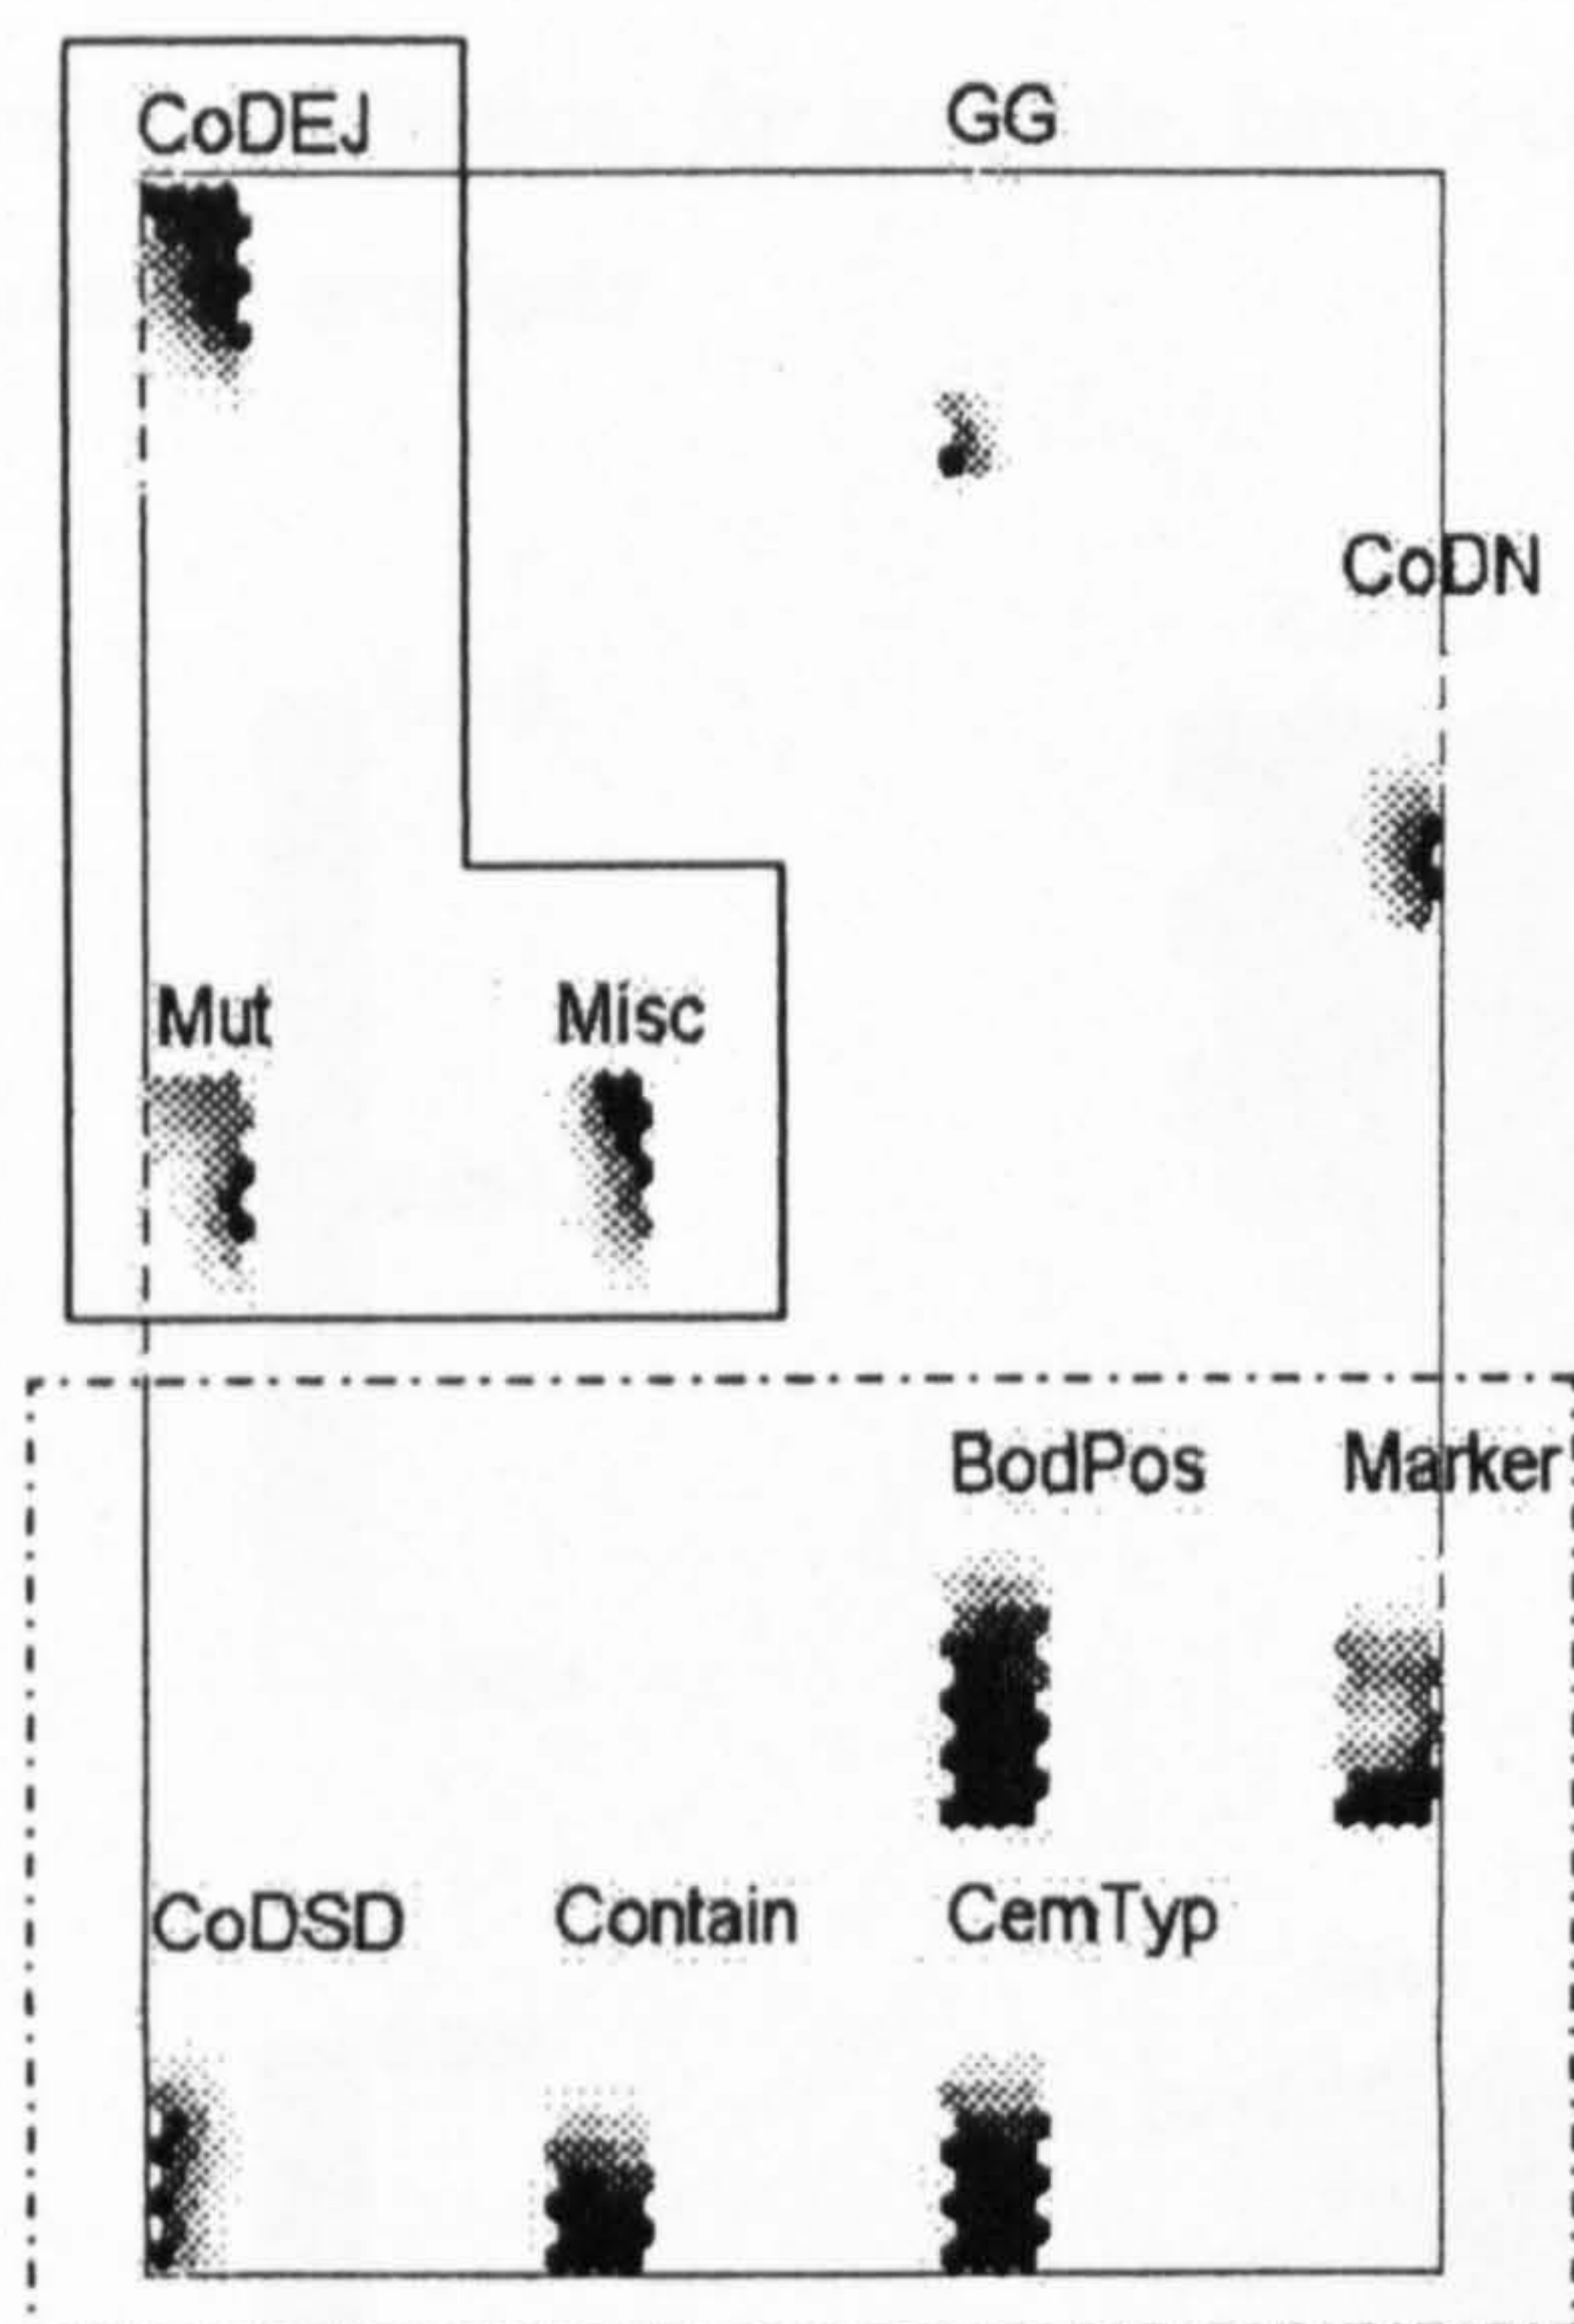 CoDEJ GG
CoDN
Mut Misc
BodPos Marker
CoDSD Contain CemTyp